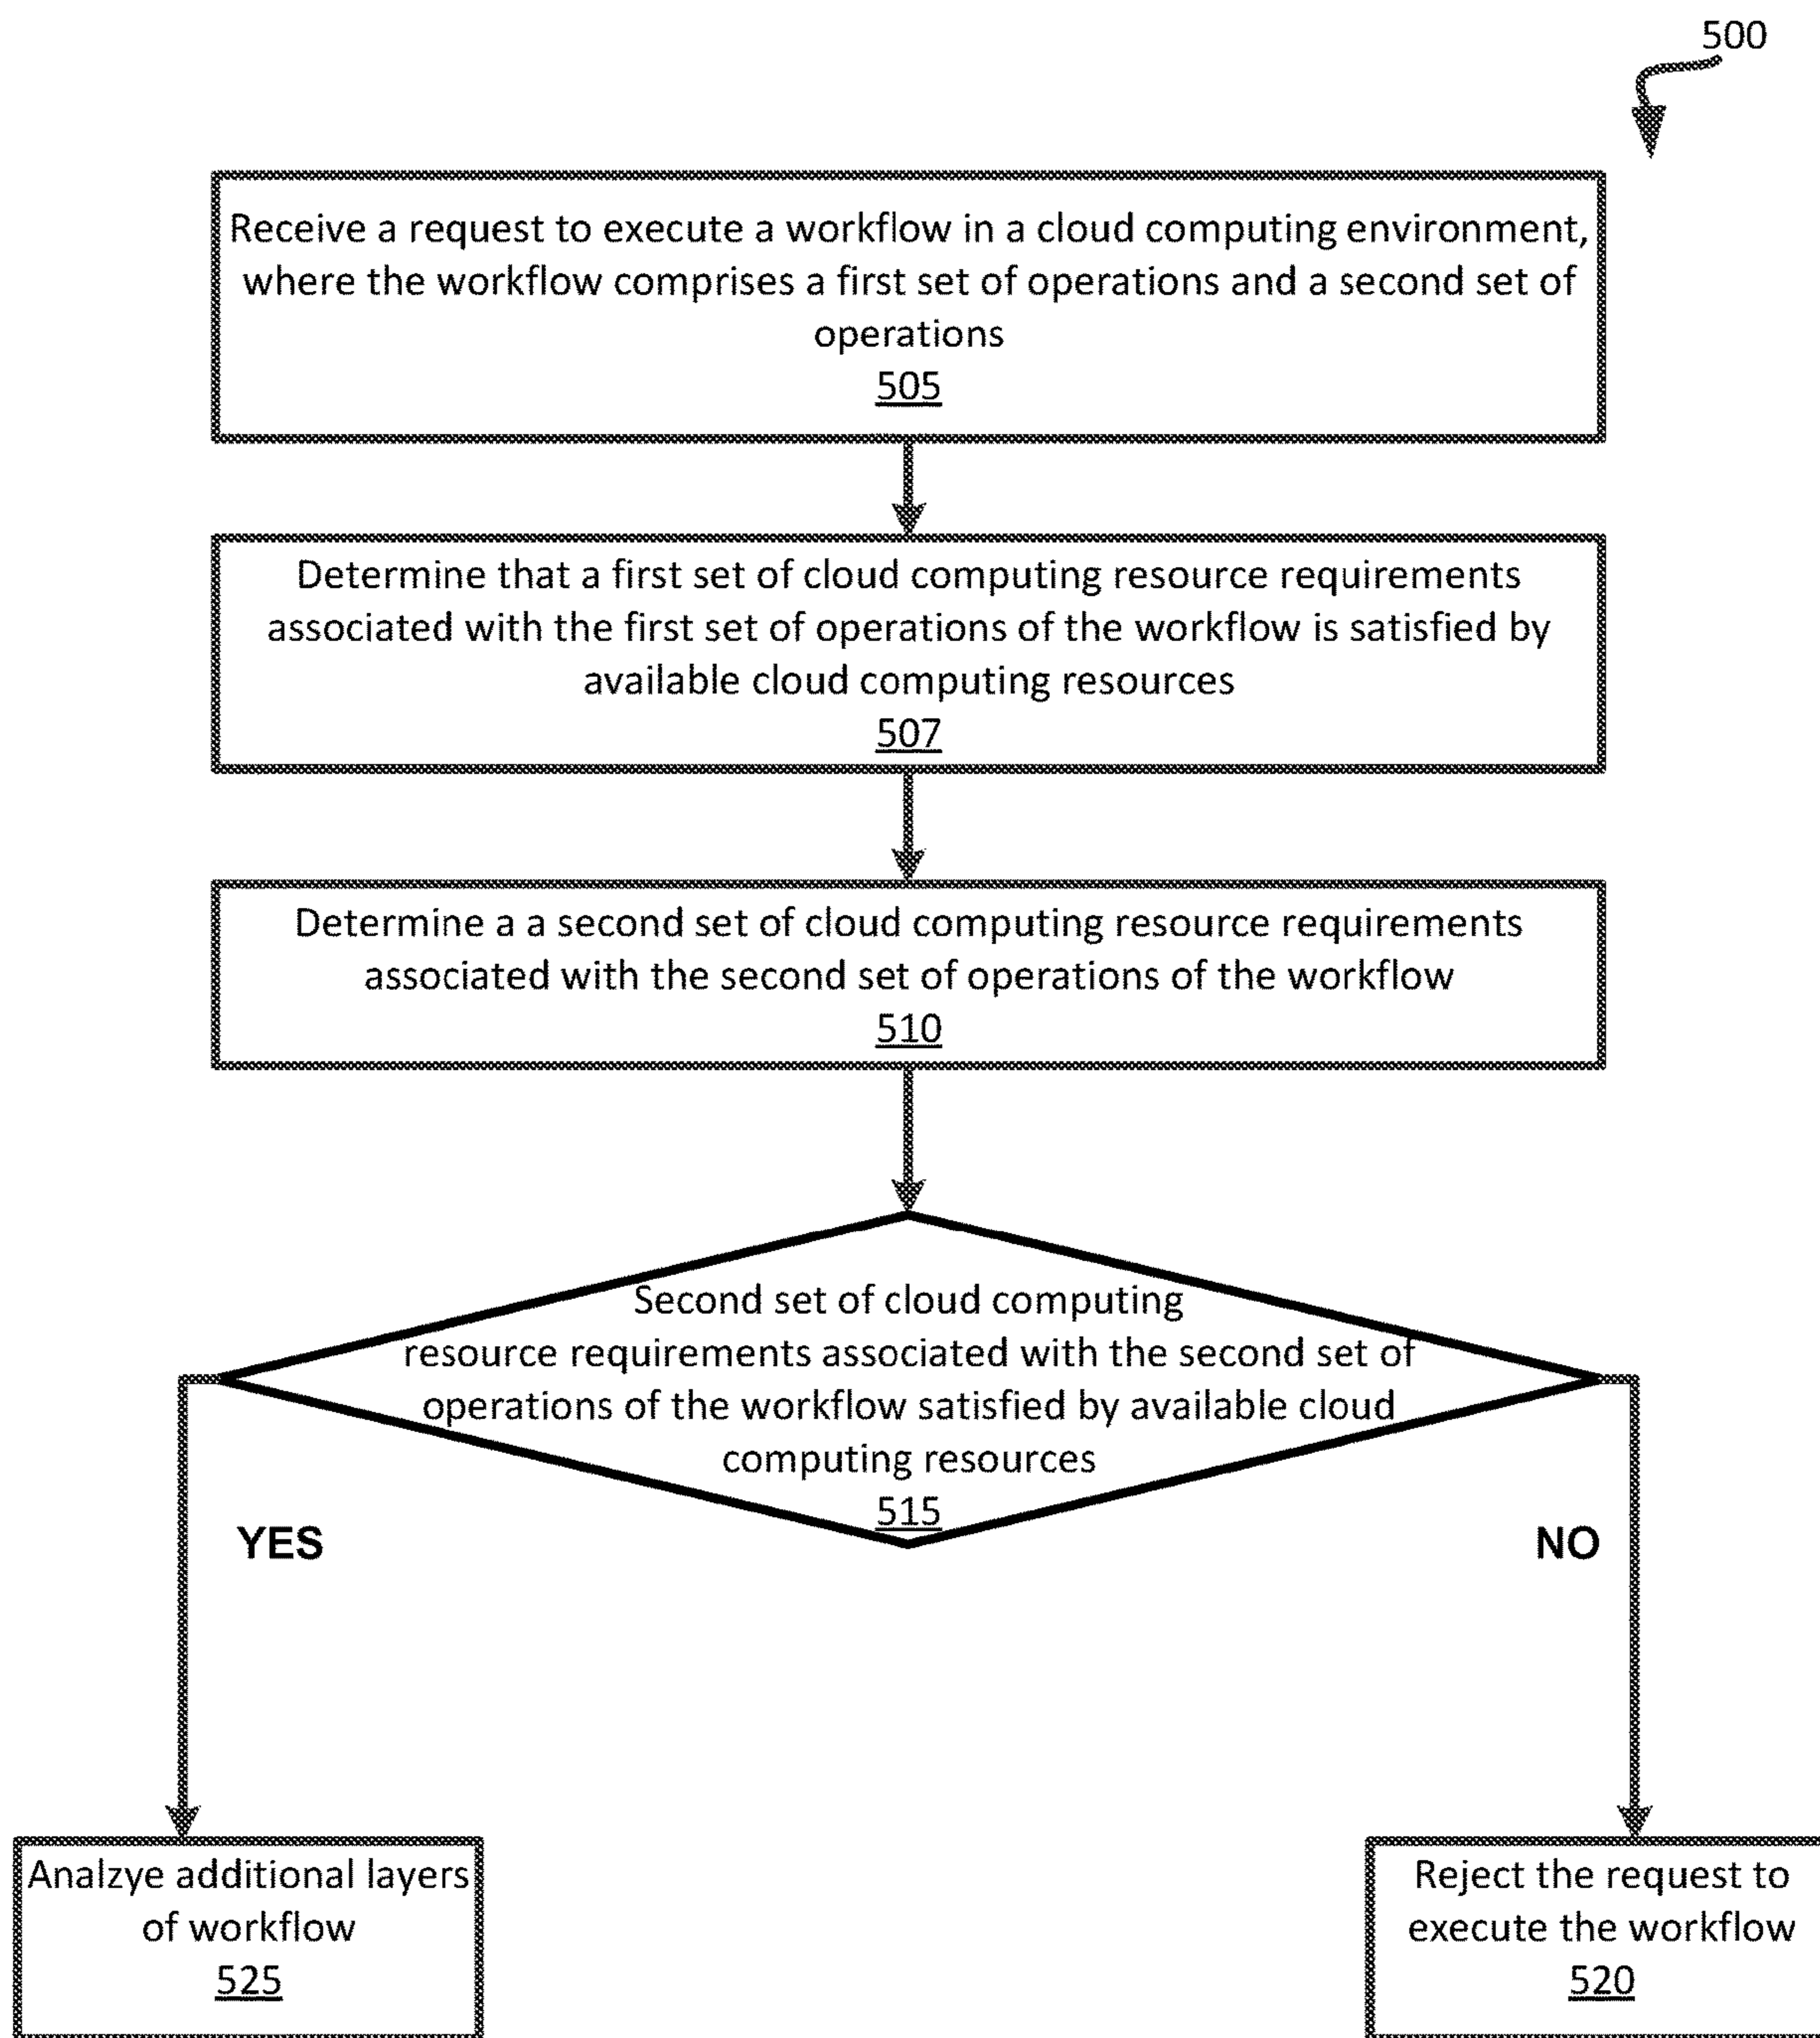 500
Receive a request to execute a workflow in a cloud computing environment,
where the workflow comprises a first set of operations and a second set of
operations
505
Determine that a first set of cloud computing resource requirements
associated with the first set of operations of the workflow is satisfied by
available cloud computing resources
507
Determine a a second set of cloud computing resource requirements
associated with the second set of operations of the workflow
510
Second set of cloud computing
resource requirements associated with the second set of
operations of the workflow satisfied by available cloud
computing resources
515
YES
NO
Analzye additional layers
of workflow
525
Reject the request to
execute the workflow
520